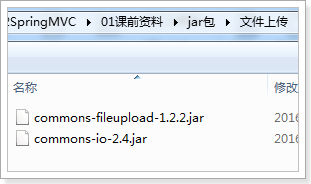 SpringMVC ▸ 01课前资料 ▸ jar包 ▸ 文件上传
名称 修改
commons-fileupload-1.2.2.jar 2016
commons-io-2.4.jar 2016